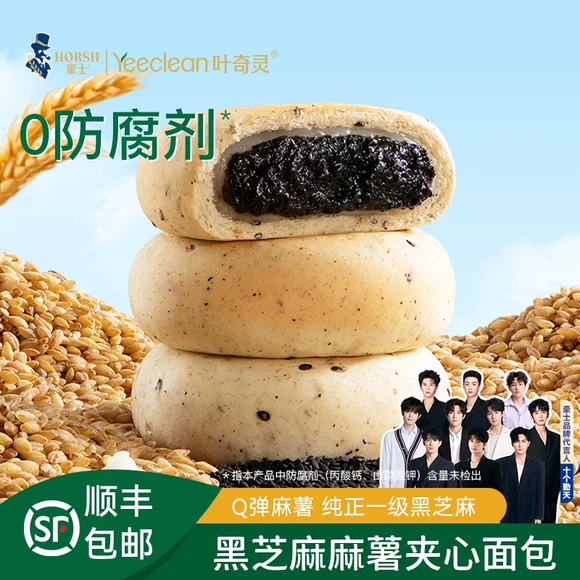 HORSH
豪士
Yeeclean叶奇灵®
0防腐剂*
豪士品牌代言人
十个勤天
*指本产品中防腐剂（丙酸钙、山梨酸钾）含量未检出
Q弹麻薯 纯正一级黑芝麻
SF
顺丰
包邮
黑芝麻麻薯夹心面包